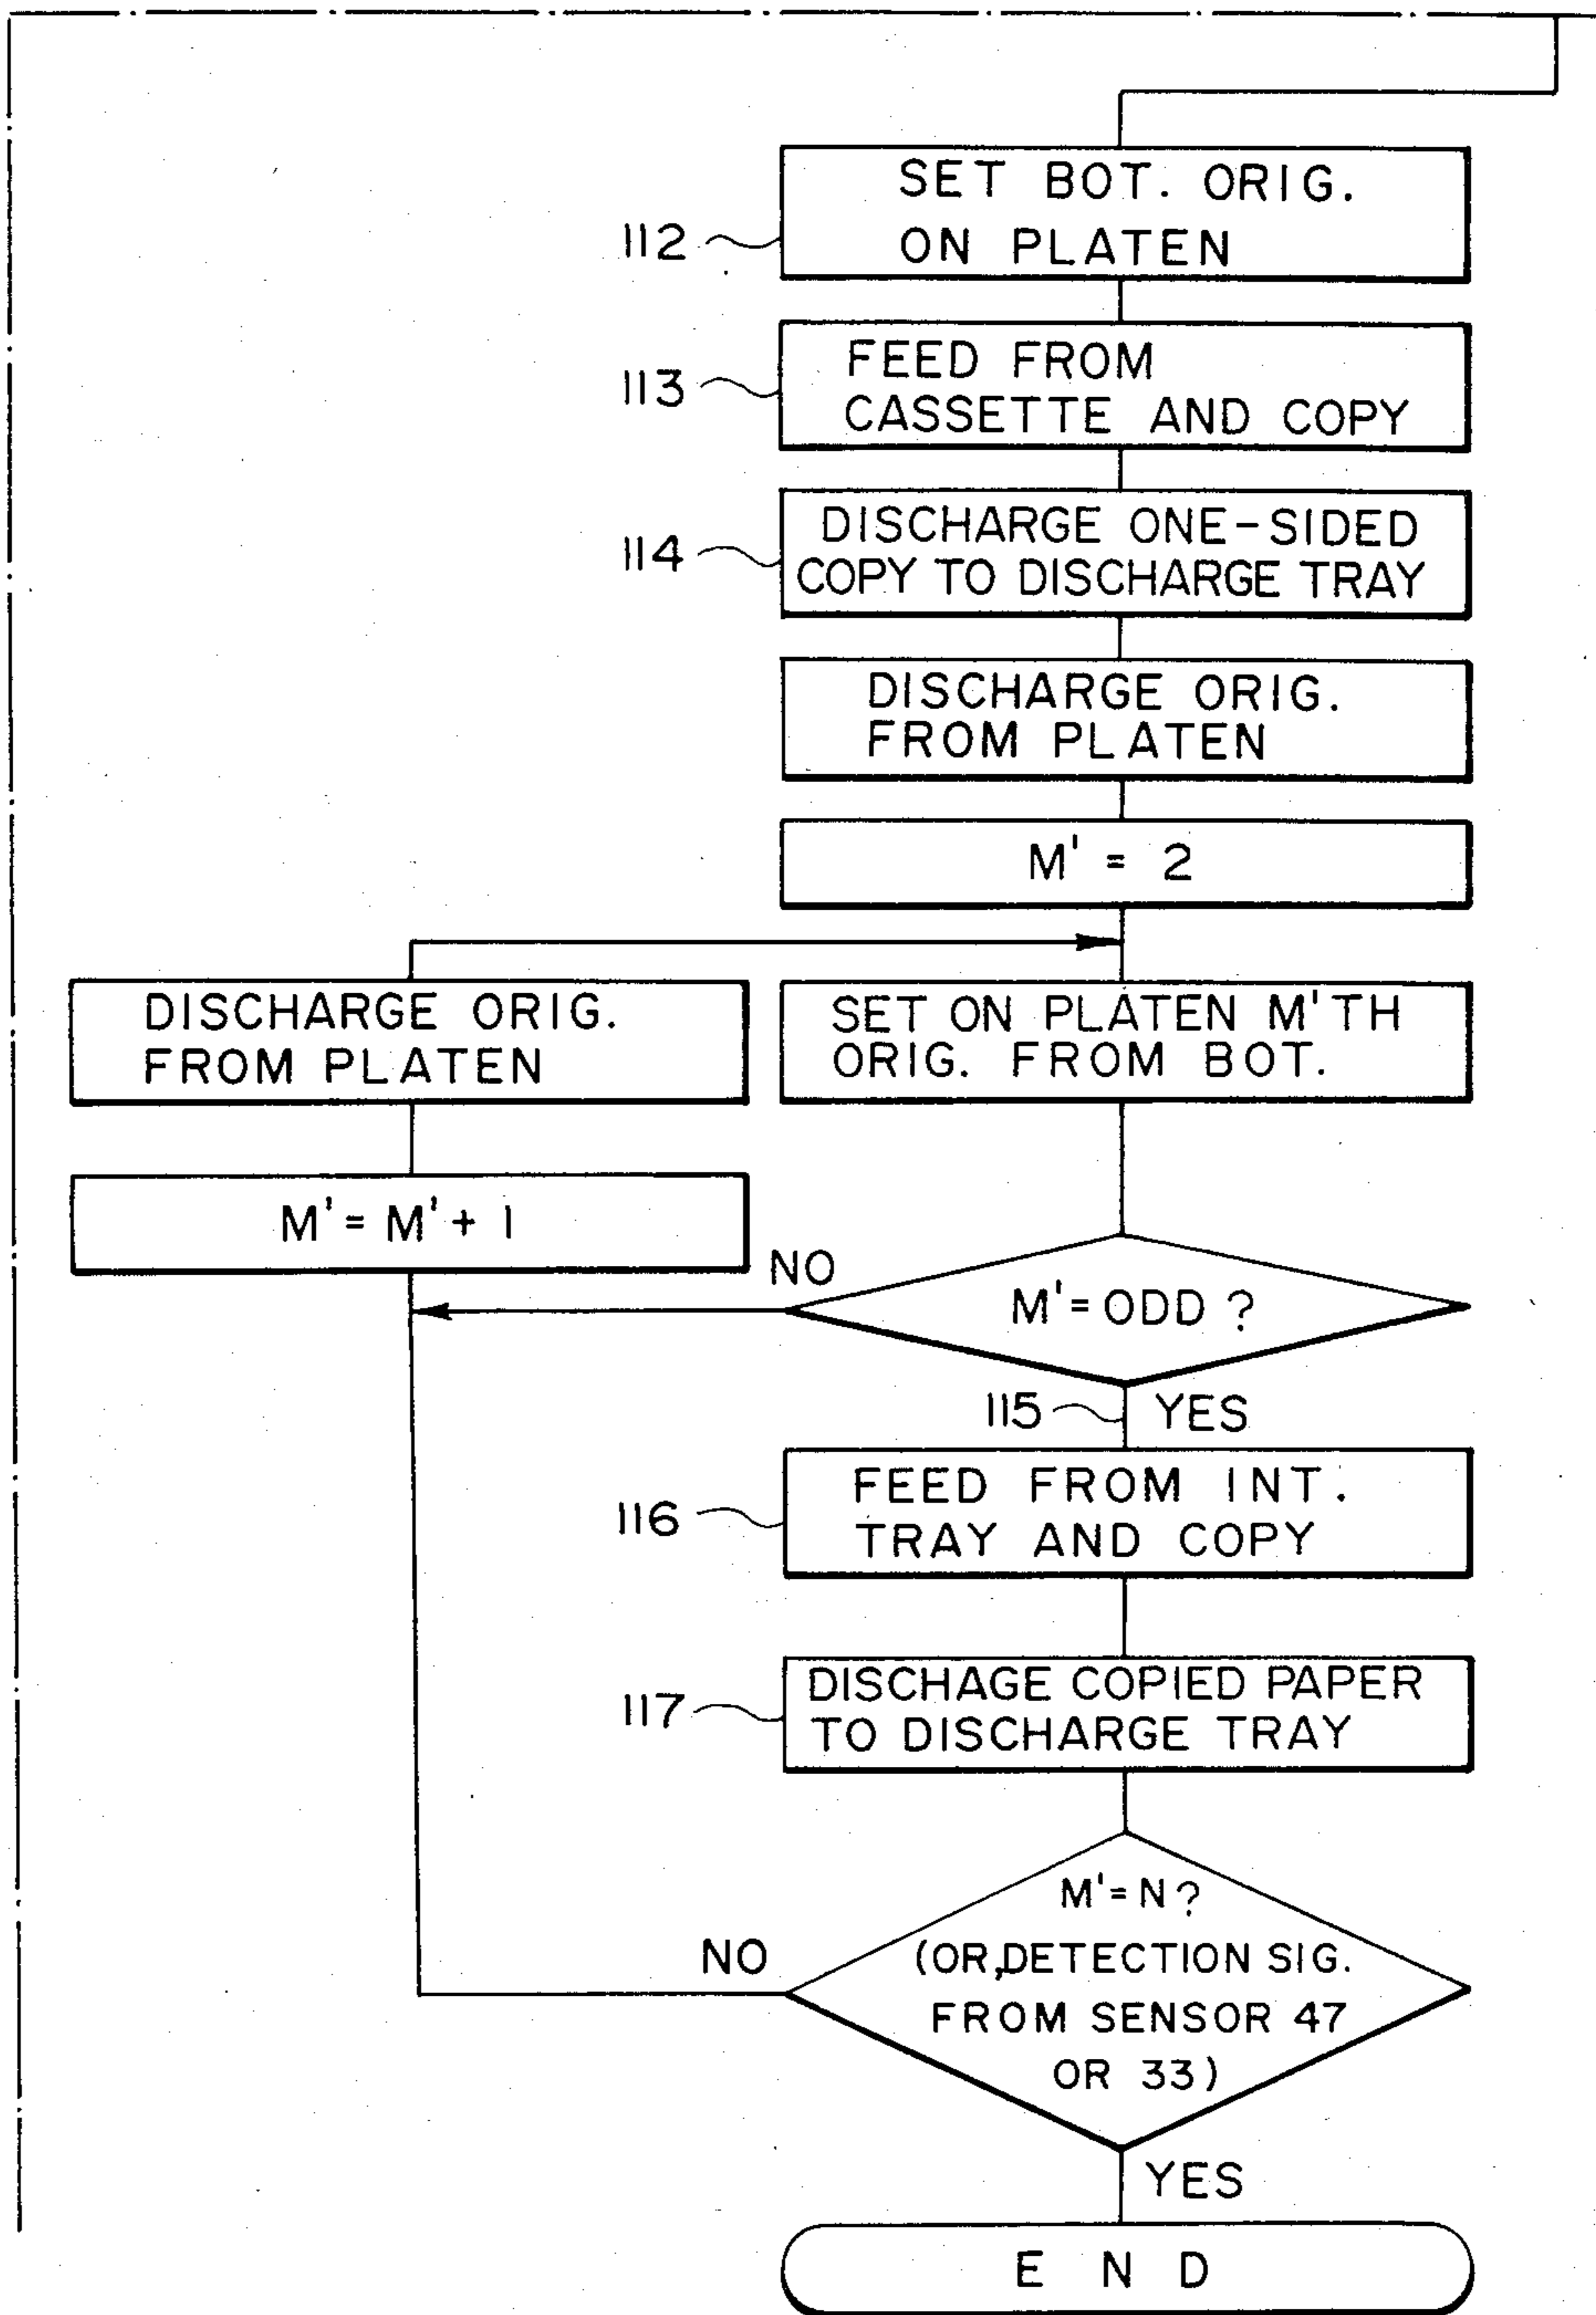 SET BOT. ORIG.
ON PLATEN
112
FEED FROM
CASSETTE AND COPY
113
DISCHARGE ONE-SIDED
COPY TO DISCHARGE TRAY
114
DISCHARGE ORIG.
FROM PLATEN
M' = 2
DISCHARGE ORIG.
FROM PLATEN
SET ON PLATEN M'TH
ORIG. FROM BOT.
M' = M' + 1
NO
M' = ODD ?
115
YES
FEED FROM INT.
TRAY AND COPY
116
DISCHAGE COPIED PAPER
TO DISCHARGE TRAY
117
M' = N ?
(OR,DETECTION SIG.
FROM SENSOR 47
OR 33)
NO
YES
END